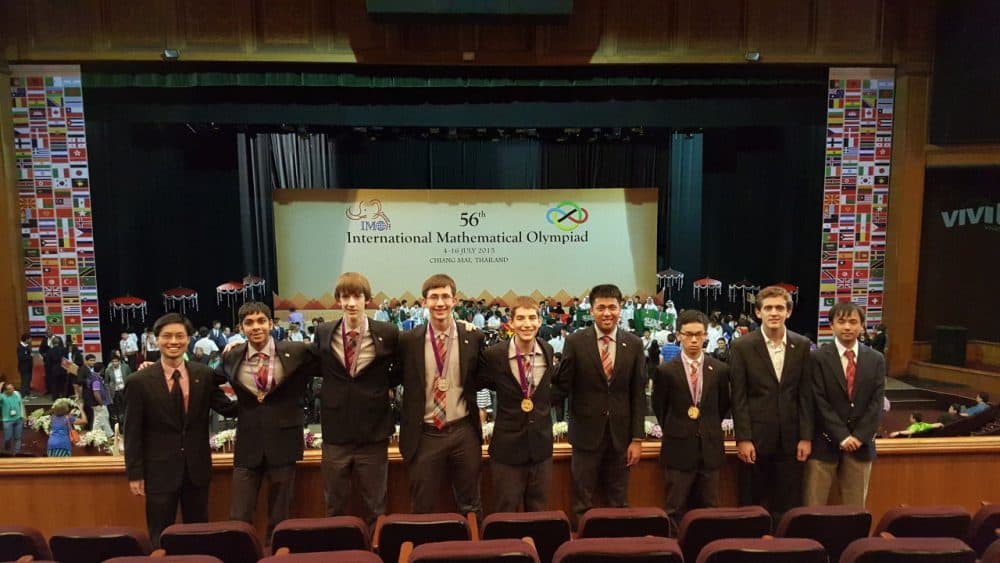 56th
IMO
International Mathematical Olympiad
4-16 JULY 2015
CHIANG MAI, THAILAND
VIVI